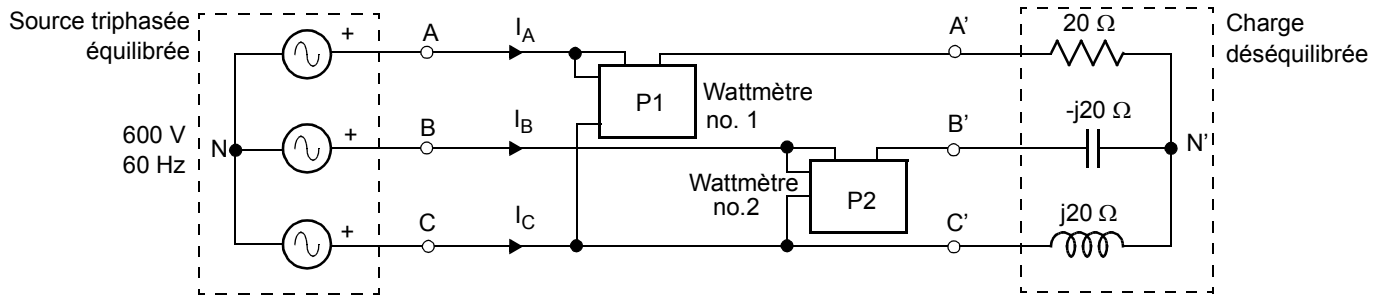 Source triphasée
équilibrée
600 V
60 Hz
N
+
+
+
A
B
C
I_A
I_B
I_C
P1
Wattmètre
no. 1
Wattmètre
no.2
P2
A’
B’
C’
20 Ω
-j20 Ω
j20 Ω
N’
Charge
déséquilibrée